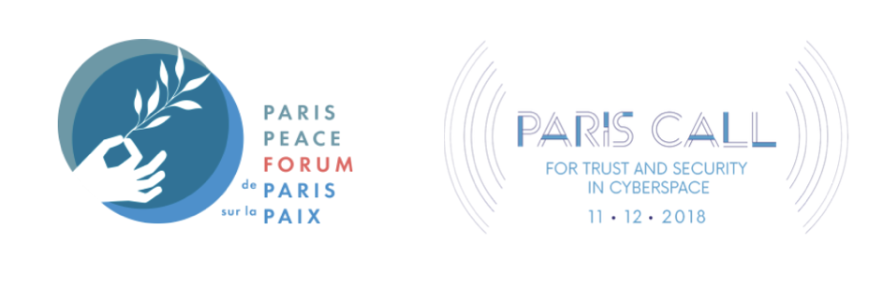 PARIS
PEACE
FORUM
de PARIS
sur la PAIX
PARIS CALL
FOR TRUST AND SECURITY
IN CYBERSPACE
11 • 12 • 2018